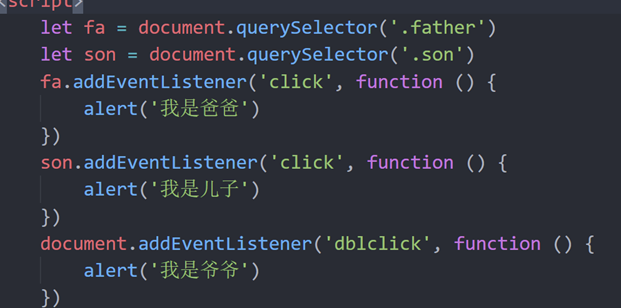 <script>
let fa = document.querySelector('.father')
let son = document.querySelector('.son')
fa.addEventListener('click', function () {
alert('我是爸爸')
})
son.addEventListener('click', function () {
alert('我是儿子')
})
document.addEventListener('dblclick', function () {
alert('我是爷爷')
})